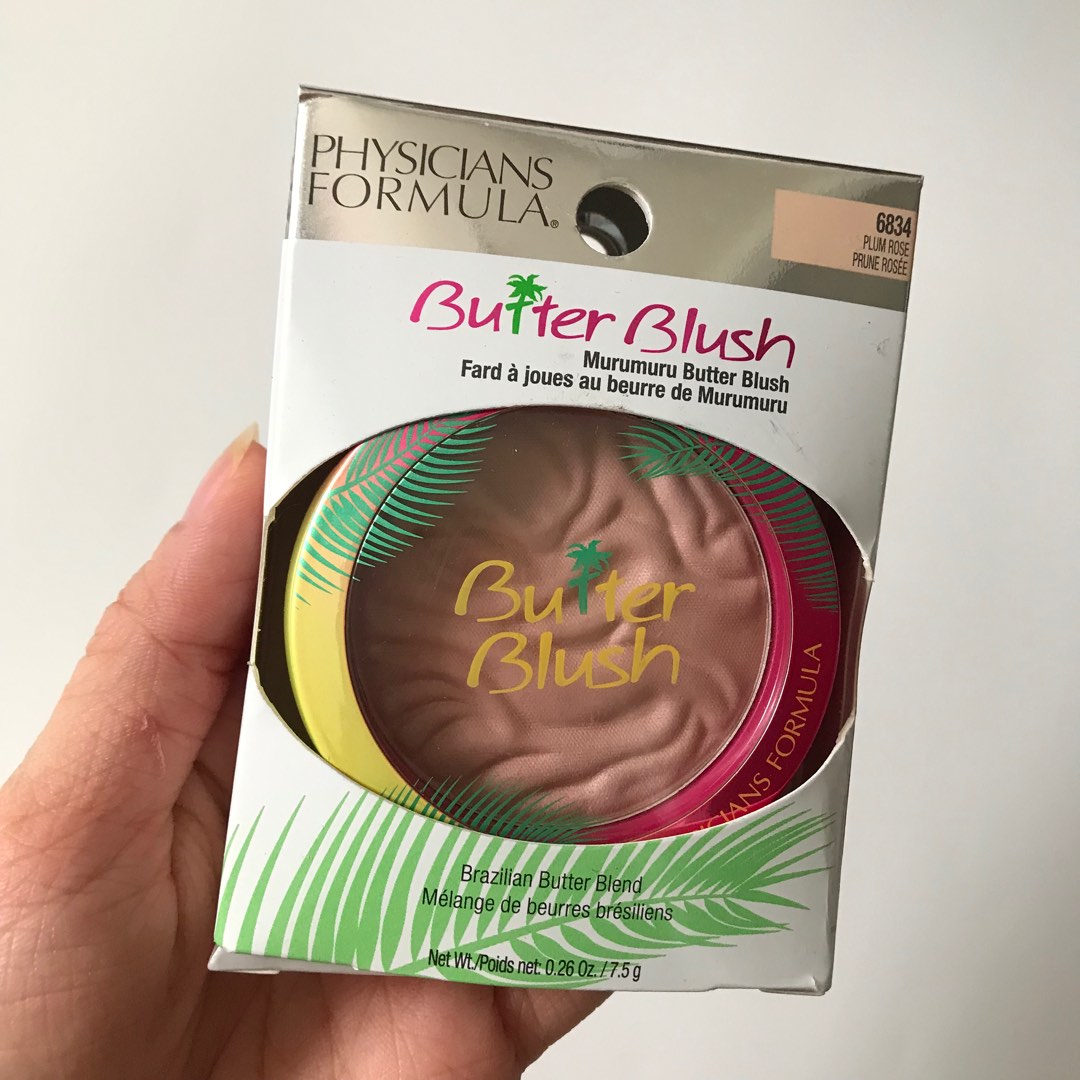 PHYSICIANS
FORMULA®
6834
PLUM ROSE
PRUNE ROSÉE
Butter Blush
Murumuru Butter Blush
Fard à joues au beurre de Murumuru
Butter
Blush
FORMULA
Brazilian Butter Blend
Mélange de beurres brésiliens
Net Wt./Poids net: 0.26 Oz. / 7.5 g